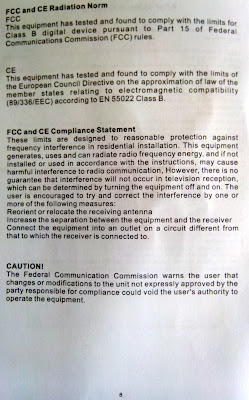 FCC and CE Radiation Norm
FCC
This equipment has tested and found to comply with the limits for
Class B digital device pursuant to Part 15 of Federal
Communications Commission (FCC) rules.
CE
This equipment has tested and found to comply with the limits of
the European Council Directive on the approximation of law of the
member states relating to electromagnetic compatibility
(89/336/EEC) according to EN 55022 Class B.
FCC and CE Compliance Statement
These limits are designed to reasonable protection against
frequency interference in residential installation. This equipment
generates, uses and can radiate radio frequency energy, and if not
installed or used in accordance with the instructions, may cause
harmful interference to radio communication, However, there is no
guarantee that interference will not occur in television reception,
which can be determined by turning the equipment off and on. The
user is encouraged to try and correct the interference by one or
more of the following measures:
Reorient or relocate the receiving antenna
Increase the separation between the equipment and the receiver
Connect the equipment into an outlet on a circuit different from
that to which the receiver is connected to.
CAUTION!
The Federal Communication Commission warns the user that
changes or modifications to the unit not expressly approved by the
party responsible for compliance could void the user's authority to
operate the equipment.
8